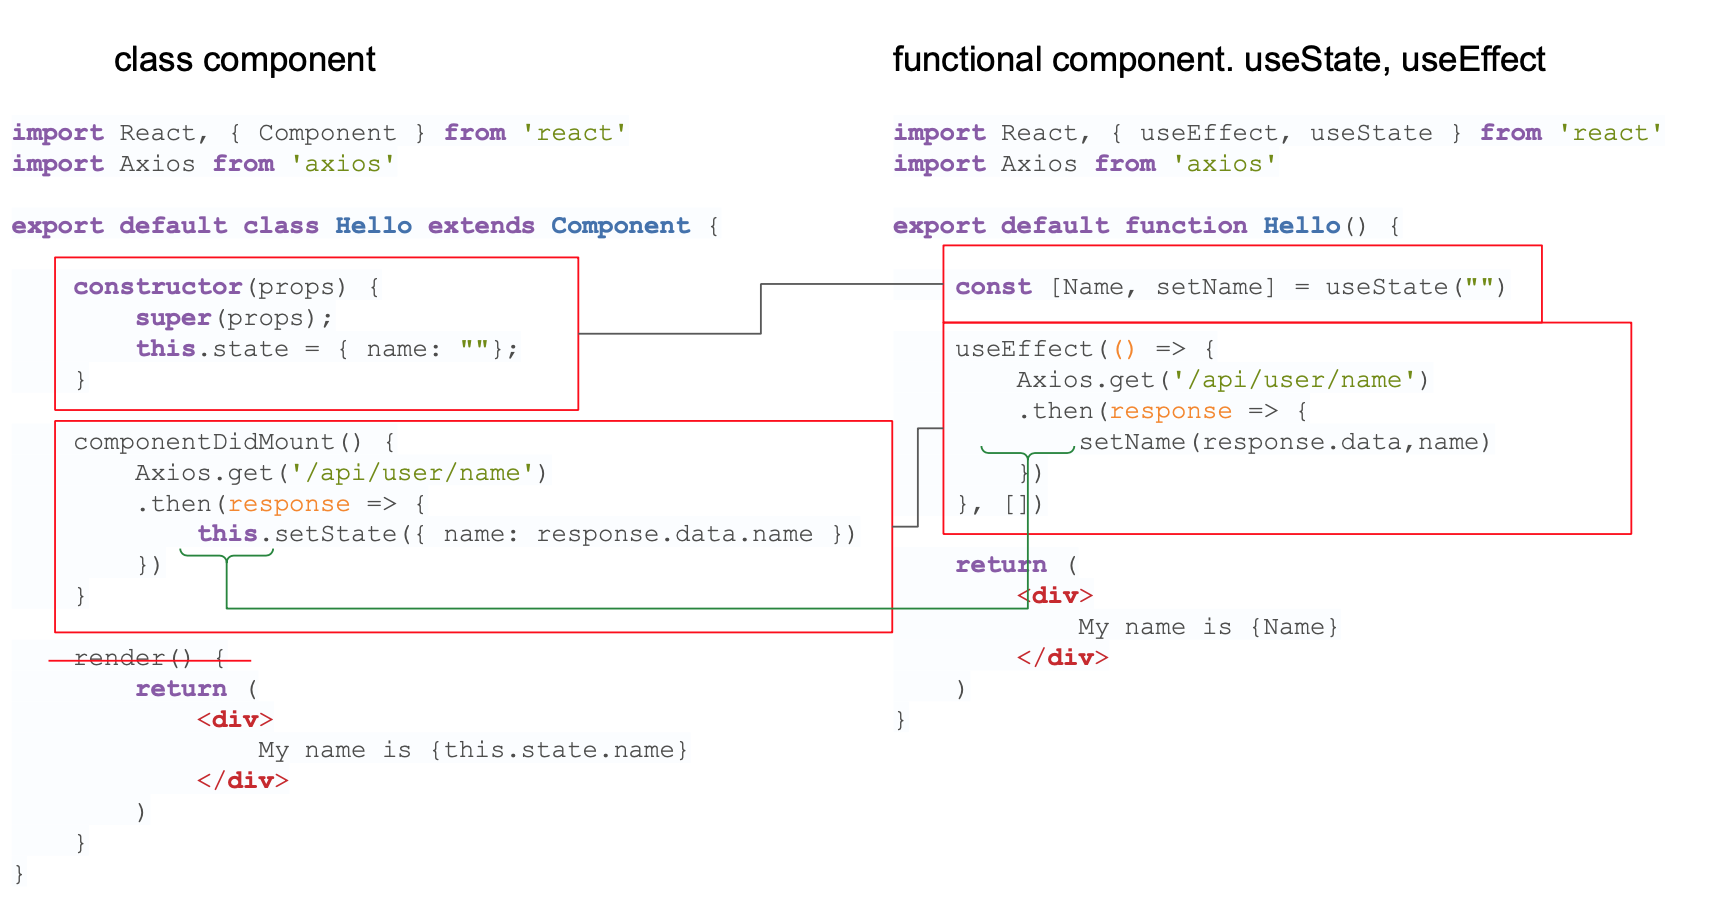 class component
import React, { Component } from 'react'
import Axios from 'axios'
export default class Hello extends Component {
constructor(props) {
super(props);
this.state = { name: ""};
}
componentDidMount() {
Axios.get('/api/user/name')
.then(response => {
this.setState({ name: response.data.name })
})
}
render() {
return (
<div>
My name is {this.state.name}
</div>
)
}
}
functional component. useState, useEffect
import React, { useEffect, useState } from 'react'
import Axios from 'axios'
export default function Hello() {
const [Name, setName] = useState("")
useEffect(() => {
Axios.get('/api/user/name')
.then(response => {
setName(response.data,name)
})
}, [])
return (
<div>
My name is {Name}
</div>
)
}